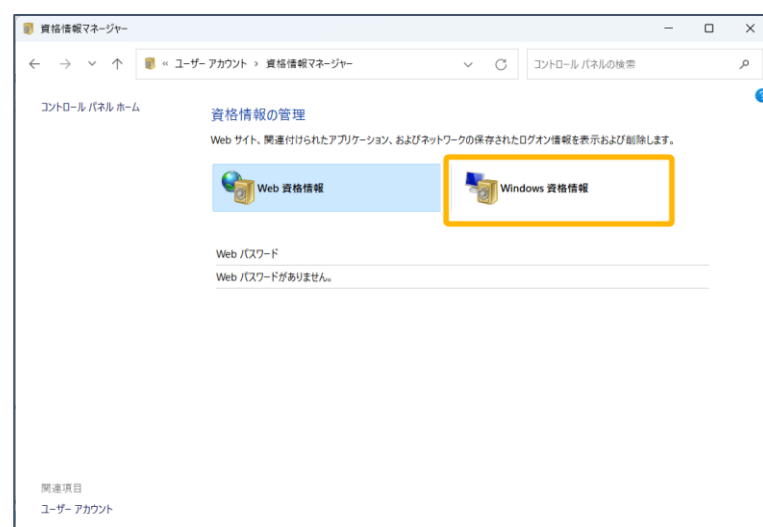 資格情報マネージャー
« ユーザー アカウント > 資格情報マネージャー
コントロール パネルの検索
コントロール パネル ホーム
資格情報の管理
Web サイト、関連付けられたアプリケーション、およびネットワークの保存されたログオン情報を表示および削除します。
Web 資格情報
Windows 資格情報
Web パスワード
Web パスワードがありません。
関連項目
ユーザー アカウント